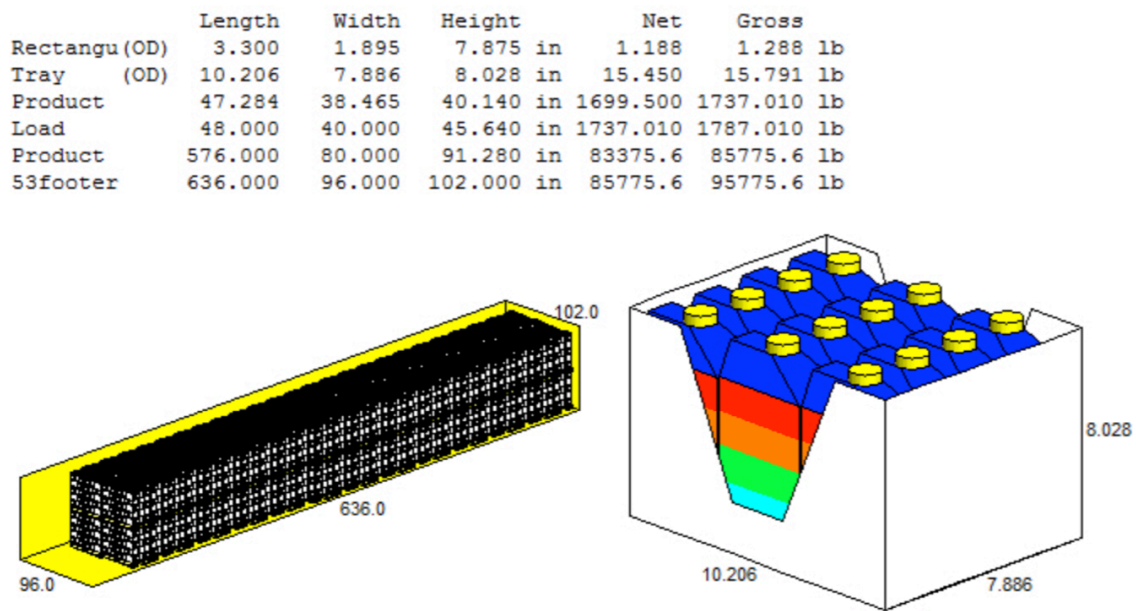 Length Width Height Net Gross
Rectangu(OD) 3.300 1.895 7.875 in 1.188 1.288 lb
Tray (OD) 10.206 7.886 8.028 in 15.450 15.791 lb
Product 47.284 38.465 40.140 in 1699.500 1737.010 lb
Load 48.000 40.000 45.640 in 1737.010 1787.010 lb
Product 576.000 80.000 91.280 in 83375.6 85775.6 lb
53footer 636.000 96.000 102.000 in 85775.6 95775.6 lb
102.0
636.0
96.0
8.028
10.206
7.886